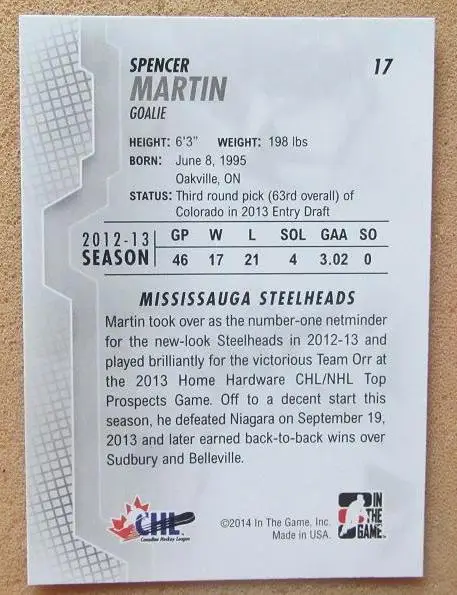 SPENCER 17
MARTIN
GOALIE
HEIGHT: 6'3" WEIGHT: 198 lbs
BORN: June 8, 1995
Oakville, ON
STATUS: Third round pick (63rd overall) of
Colorado in 2013 Entry Draft
2012-13 GP W L SOL GAA SO
SEASON 46 17 21 4 3.02 0
MISSISSAUGA STEELHEADS
Martin took over as the number-one netminder
for the new-look Steelheads in 2012-13 and
played brilliantly for the victorious Team Orr at
the 2013 Home Hardware CHL/NHL Top
Prospects Game. Off to a decent start this
season, he defeated Niagara on September 19,
2013 and later earned back-to-back wins over
Sudbury and Belleville.
CHL
Canadian Hockey League
©2014 In The Game, Inc.
Made in USA.
IN
THE
GAME